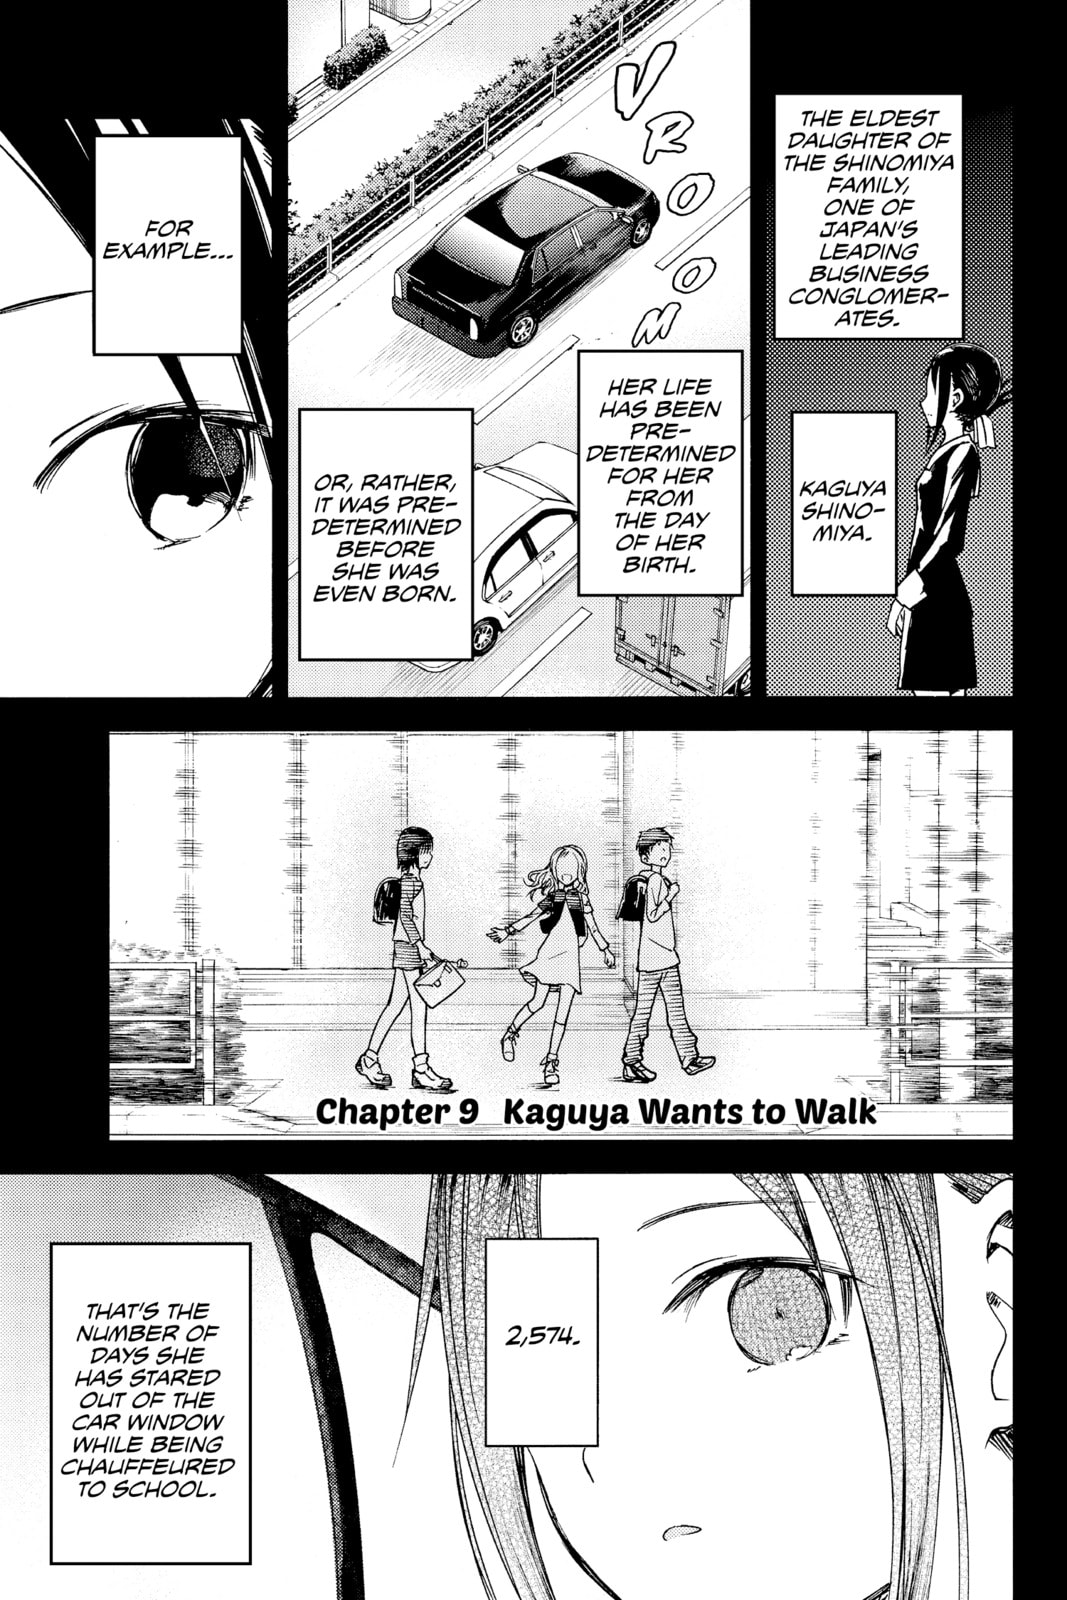 THE ELDEST
DAUGHTER OF
THE SHINOMIYA
FAMILY,
ONE OF
JAPAN'S
LEADING
BUSINESS
CONGLOMER-
ATES.
KAGUYA
SHINO-
MIYA.
VROOM
HER LIFE
HAS BEEN
PRE-
DETERMINED
FOR HER
FROM
THE DAY
OF HER
BIRTH.
OR, RATHER,
IT WAS PRE-
DETERMINED
BEFORE
SHE WAS
EVEN BORN.
FOR
EXAMPLE...
Chapter 9 Kaguya Wants to Walk
2,574.
THAT'S THE
NUMBER OF
DAYS SHE
HAS STARED
OUT OF THE
CAR WINDOW
WHILE BEING
CHAUFFEURED
TO SCHOOL.